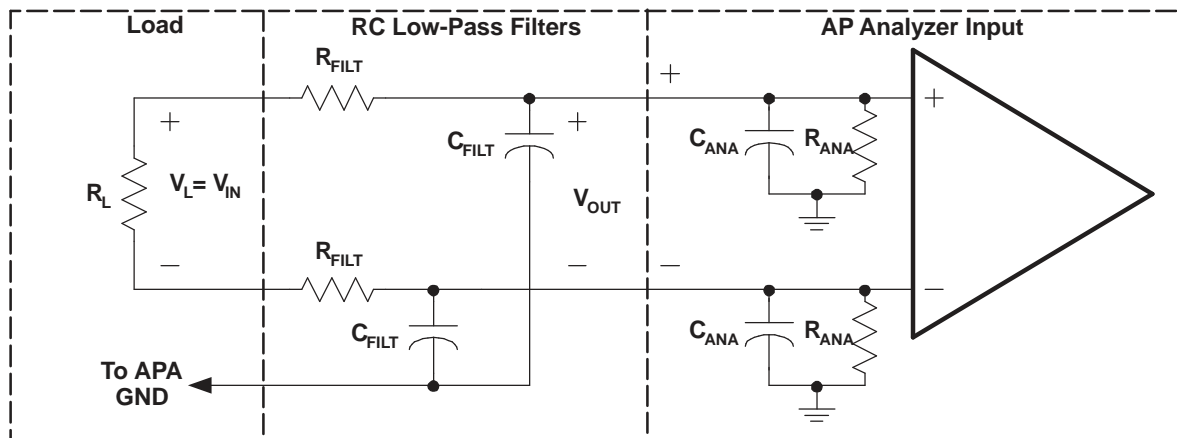 Load
RC Low-Pass Filters
AP Analyzer Input
R_FILT
+
+
+
+
C_FILT
C_ANA
R_ANA
R_L
V_L= V_IN
V_OUT
R_FILT
−
−
−
−
C_FILT
C_ANA
R_ANA
To APA
GND